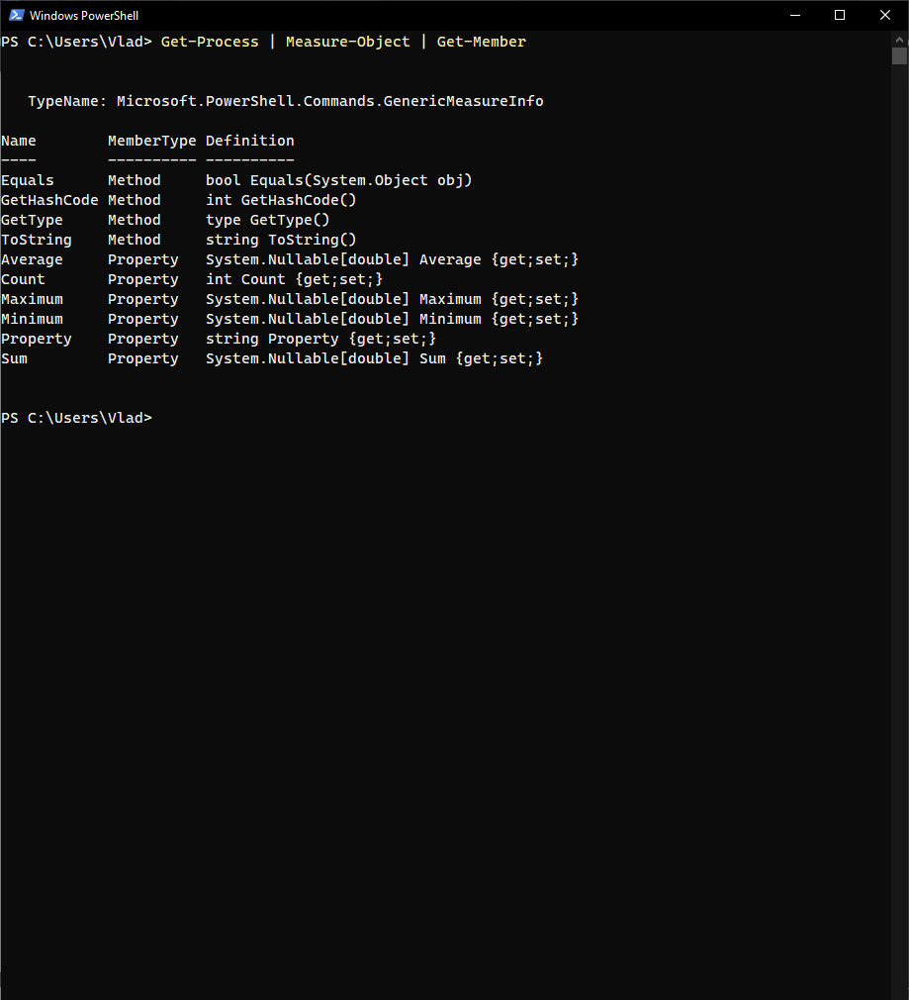 Windows PowerShell
PS C:\Users\Vlad> Get-Process | Measure-Object | Get-Member
TypeName: Microsoft.PowerShell.Commands.GenericMeasureInfo
Name        MemberType Definition
----        ---------- ----------
Equals      Method     bool Equals(System.Object obj)
GetHashCode Method     int GetHashCode()
GetType     Method     type GetType()
ToString    Method     string ToString()
Average     Property   System.Nullable[double] Average {get;set;}
Count       Property   int Count {get;set;}
Maximum     Property   System.Nullable[double] Maximum {get;set;}
Minimum     Property   System.Nullable[double] Minimum {get;set;}
Property    Property   string Property {get;set;}
Sum         Property   System.Nullable[double] Sum {get;set;}
PS C:\Users\Vlad>